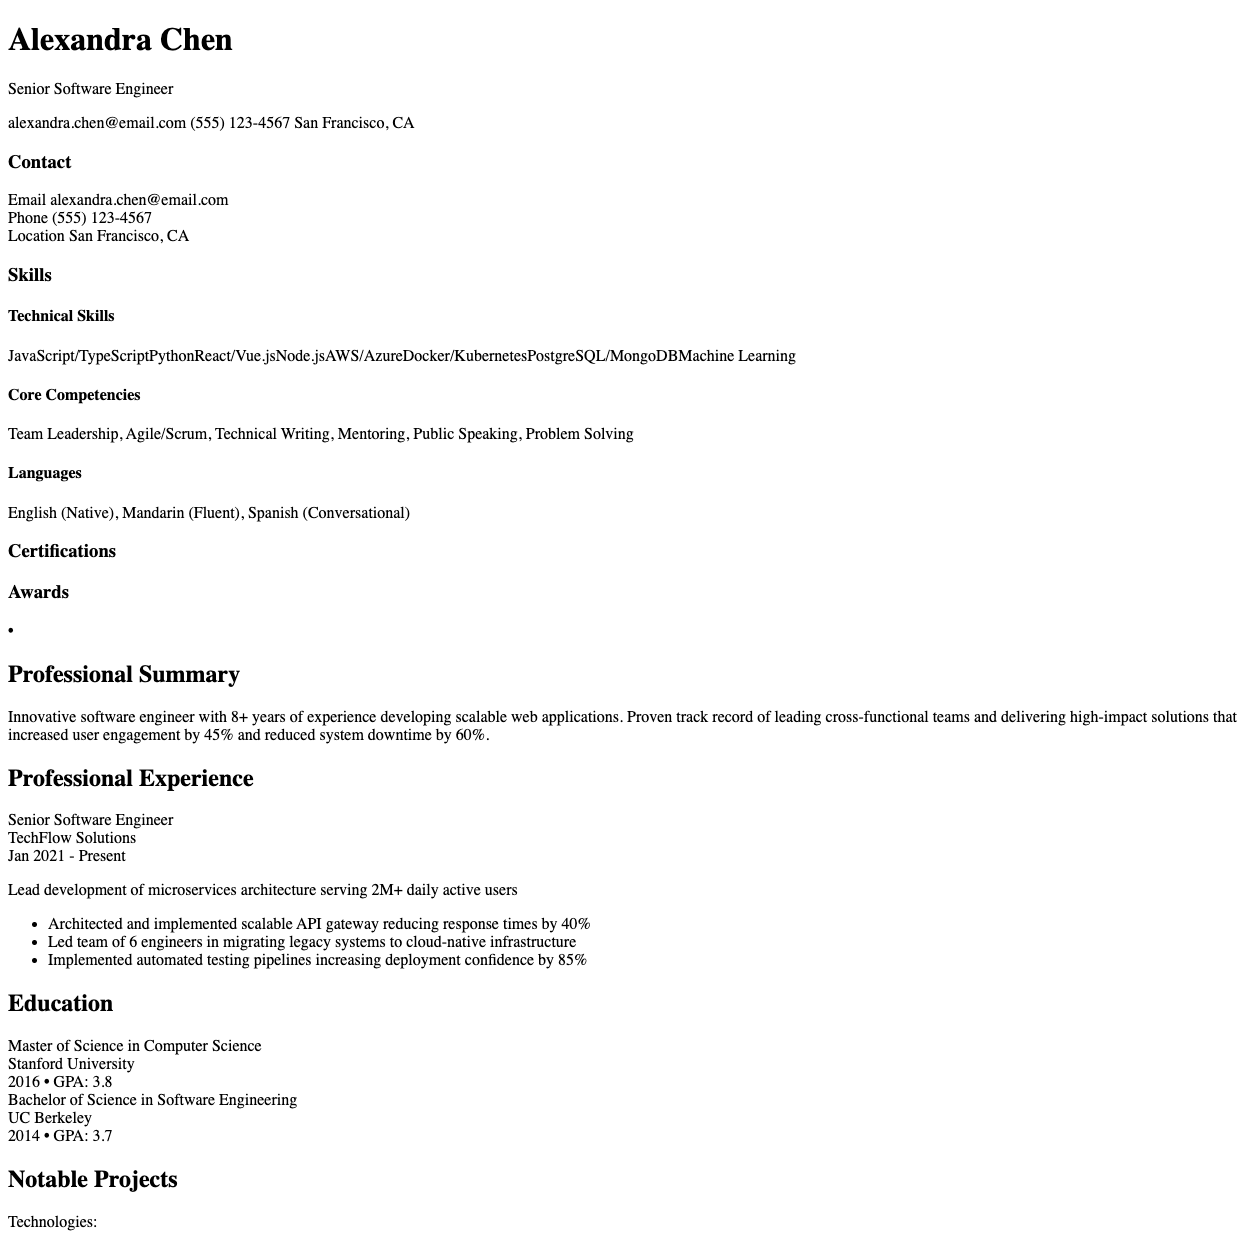 Alexandra Chen
Senior Software Engineer
alexandra.chen@email.com (555) 123-4567 San Francisco, CA
Contact
Email alexandra.chen@email.com
Phone (555) 123-4567
Location San Francisco, CA
Skills
Technical Skills
JavaScript/TypeScriptPythonReact/Vue.jsNode.jsAWS/AzureDocker/KubernetesPostgreSQL/MongoDBMachine Learning
Core Competencies
Team Leadership, Agile/Scrum, Technical Writing, Mentoring, Public Speaking, Problem Solving
Languages
English (Native), Mandarin (Fluent), Spanish (Conversational)
Certifications
Awards
•
Professional Summary
Innovative software engineer with 8+ years of experience developing scalable web applications. Proven track record of leading cross-functional teams and delivering high-impact solutions that
increased user engagement by 45% and reduced system downtime by 60%.
Professional Experience
Senior Software Engineer
TechFlow Solutions
Jan 2021 - Present
Lead development of microservices architecture serving 2M+ daily active users
• Architected and implemented scalable API gateway reducing response times by 40%
• Led team of 6 engineers in migrating legacy systems to cloud-native infrastructure
• Implemented automated testing pipelines increasing deployment confidence by 85%
Education
Master of Science in Computer Science
Stanford University
2016 • GPA: 3.8
Bachelor of Science in Software Engineering
UC Berkeley
2014 • GPA: 3.7
Notable Projects
Technologies: